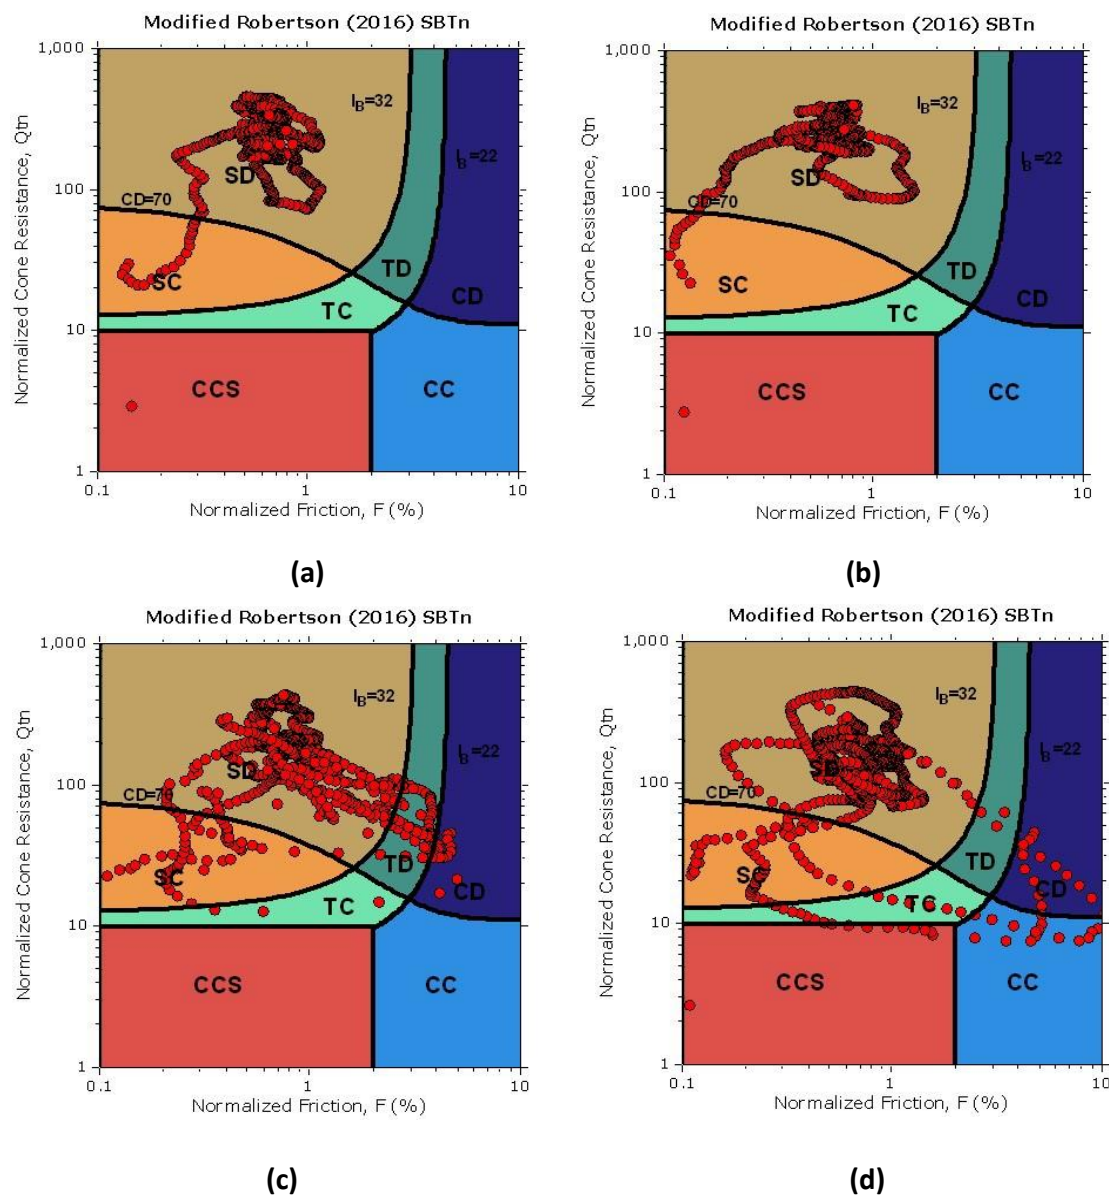 Modified Robertson (2016) SBTn
1,000
100
10
1
0.1
1
10
Normalized Cone Resistance, Qtn
Normalized Friction, F (%)
IB=32
IB=22
CD=70
SD
SC
TD
TC
CD
CCS
CC
(a)
Modified Robertson (2016) SBTn
1,000
100
10
1
0.1
1
10
Normalized Cone Resistance, Qtn
Normalized Friction, F (%)
IB=32
IB=22
CD=70
SD
SC
TD
TC
CD
CCS
CC
(b)
Modified Robertson (2016) SBTn
1,000
100
10
1
0.1
1
10
Normalized Cone Resistance, Qtn
Normalized Friction, F (%)
IB=32
IB=22
CD=70
SD
SC
TD
TC
CD
CCS
CC
(c)
Modified Robertson (2016) SBTn
1,000
100
10
1
0.1
1
10
Normalized Cone Resistance, Qtn
Normalized Friction, F (%)
IB=32
IB=22
CD=70
SD
SC
TD
TC
CD
CCS
CC
(d)